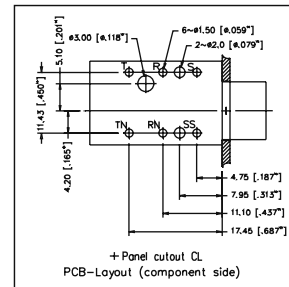 ø3.00 [ø.118"]
6-ø1.50 [ø.059"]
2-ø2.0 [ø.079"]
5.10 [.201"]
11.43 [.450"]
4.20 [.165"]
T R S
TN RN SS
4.75 [.187"]
7.95 [.313"]
11.10 [.437"]
17.45 [.687"]
+ Panel cutout CL
PCB-Layout (component side)